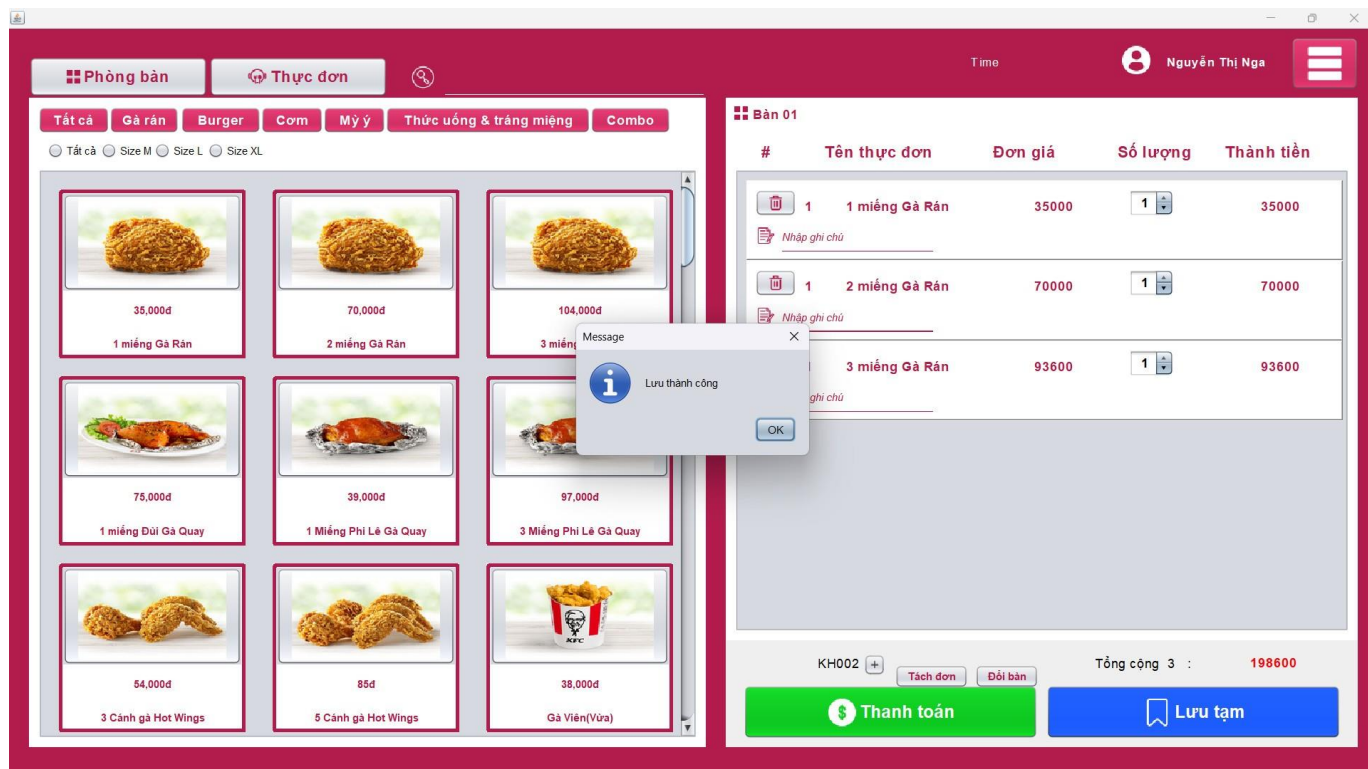 Phòng bàn
Thực đơn
Time
Nguyễn Thị Nga
Tất cả
Gà rán
Burger
Cơm
Mỳ ý
Thức uống & tráng miệng
Combo
Tất cả
Size M
Size L
Size XL
35,000đ
1 miếng Gà Rán
70,000đ
2 miếng Gà Rán
104,000đ
3 miếng
75,000đ
1 miếng Đùi Gà Quay
39,000đ
1 Miếng Phi Lê Gà Quay
97,000đ
3 Miếng Phi Lê Gà Quay
54,000đ
3 Cánh gà Hot Wings
85đ
5 Cánh gà Hot Wings
KFC
38,000đ
Gà Viên(Vừa)
Bàn 01
# Tên thực đơn Đơn giá Số lượng Thành tiền
1 1 miếng Gà Rán 35000 1 35000
Nhập ghi chú
1 2 miếng Gà Rán 70000 1 70000
Nhập ghi chú
3 miếng Gà Rán 93600 1 93600
ghi chú
Message
Lưu thành công
OK
KH002 +
Tách đơn
Đổi bàn
Tổng cộng 3 : 198600
$ Thanh toán
Lưu tạm